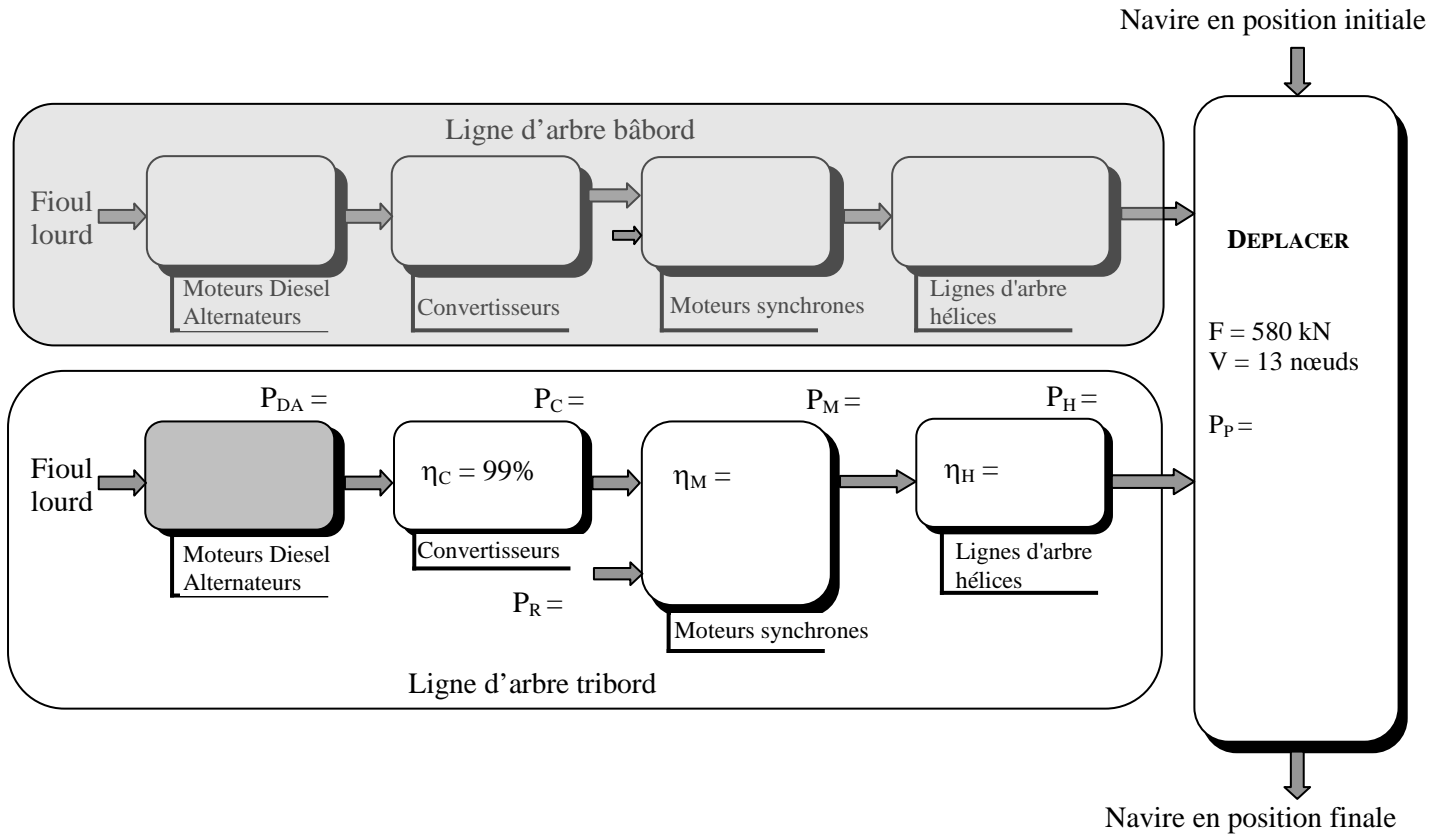 Navire en position initiale
Ligne d'arbre bâbord
Fioul
lourd
Moteurs Diesel
Alternateurs
Convertisseurs
Moteurs synchrones
Lignes d'arbre
hélices
DEPLACER
F = 580 kN
V = 13 nœuds
P_P =
P_DA =
P_C =
P_M =
P_H =
Fioul
lourd
η_C = 99%
η_M =
η_H =
Moteurs Diesel
Alternateurs
Convertisseurs
P_R =
Moteurs synchrones
Lignes d'arbre
hélices
Ligne d'arbre tribord
Navire en position finale